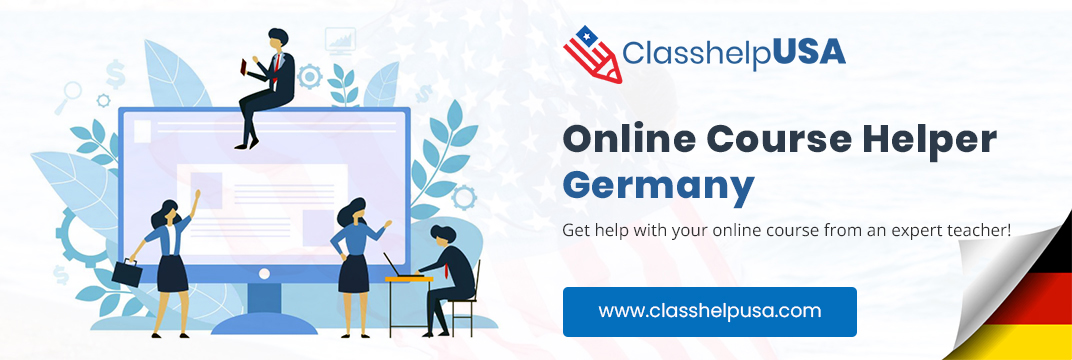 ClasshelpUSA
Online Course Helper
Germany
Get help with your online course from an expert teacher!
www.classhelpusa.com